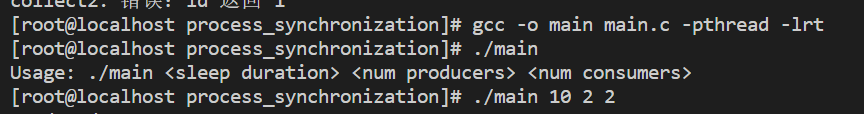 collect2: 错误：ld 返回 1
[root@localhost process_synchronization]# gcc -o main main.c -pthread -lrt
[root@localhost process_synchronization]# ./main
Usage: ./main <sleep duration> <num producers> <num consumers>
[root@localhost process_synchronization]# ./main 10 2 2